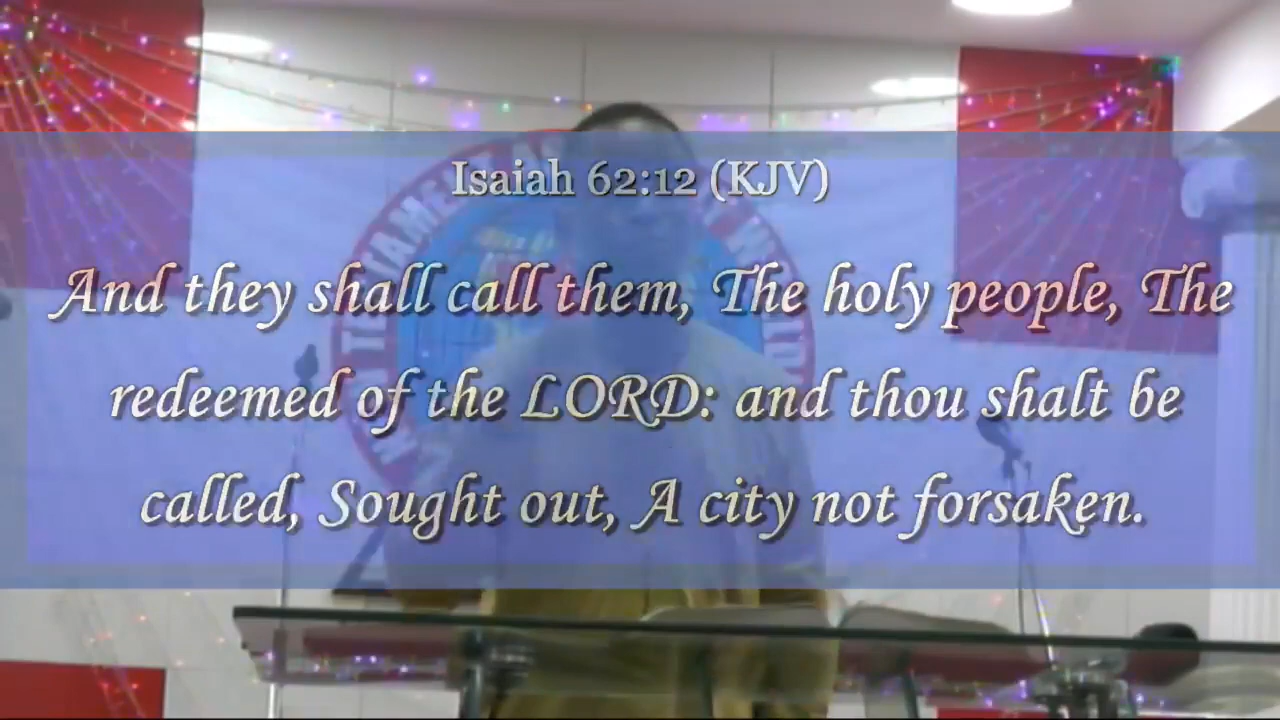 Isaiah 62:12 (KJV)
And they shall call them, The holy people, The
redeemed of the LORD: and thou shalt be
called, Sought out, A city not forsaken.